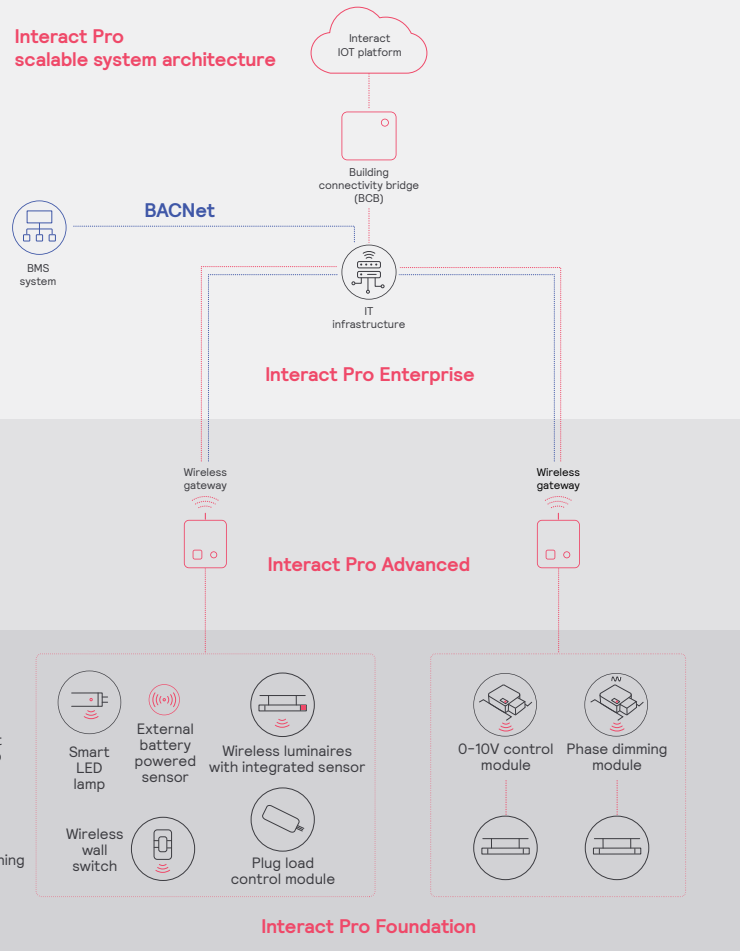 Interact Pro
scalable system architecture
Interact
IOT platform
Building
connectivity bridge
(BCB)
BACNet
BMS
system
IT
infrastructure
Interact Pro Enterprise
Wireless
gateway
Wireless
gateway
Interact Pro Advanced
Smart
LED
lamp
External
battery
powered
sensor
Wireless luminaires
with integrated sensor
0-10V control
module
Phase dimming
module
Wireless
wall
switch
Plug load
control module
Interact Pro Foundation